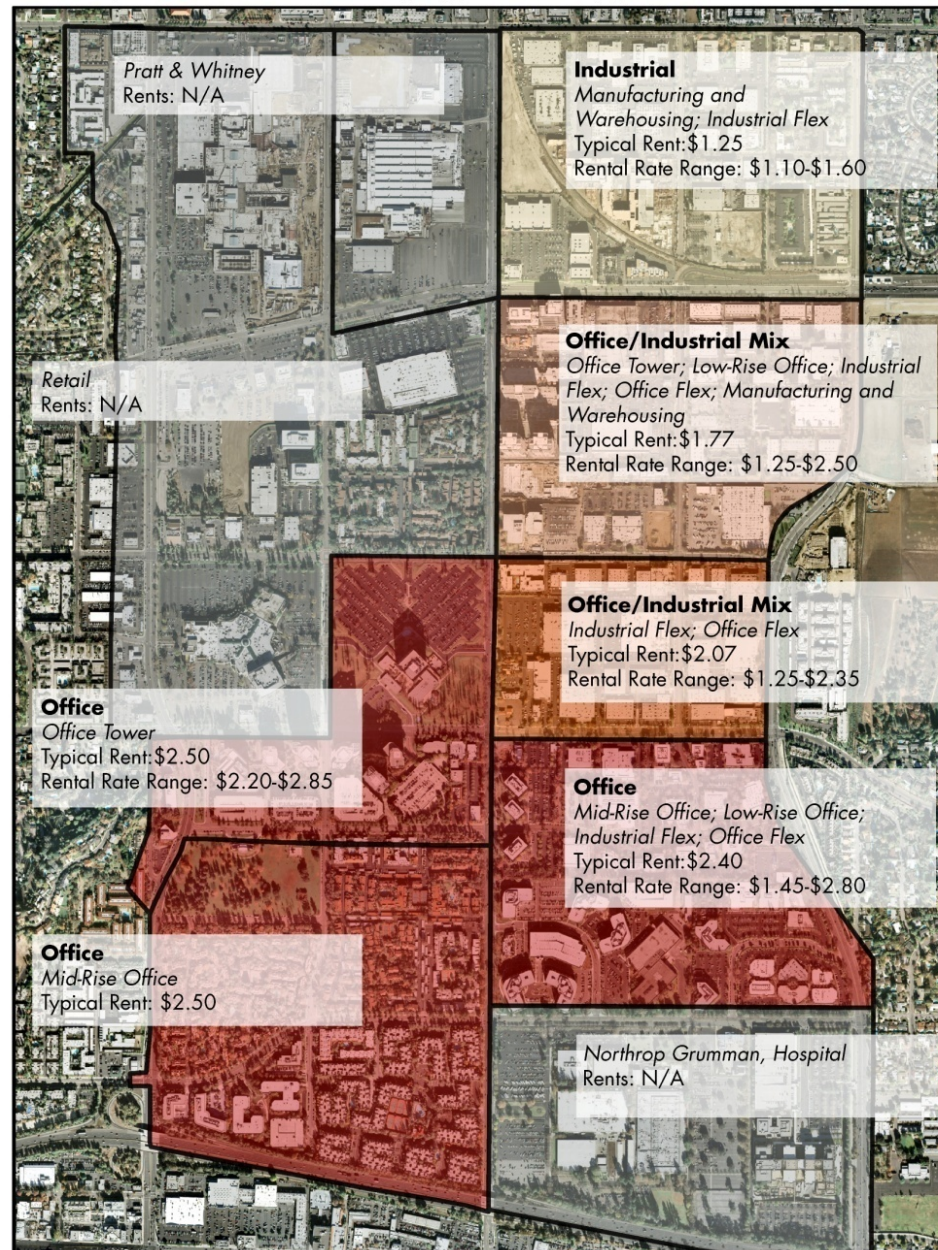 Pratt & Whitney
Rents: N/A
Industrial
Manufacturing and
Warehousing; Industrial Flex
Typical Rent:$1.25
Rental Rate Range: $1.10-$1.60
Office/Industrial Mix
Office Tower; Low-Rise Office; Industrial
Flex; Office Flex; Manufacturing and
Warehousing
Typical Rent:$1.77
Rental Rate Range: $1.25-$2.50
Retail
Rents: N/A
Office/Industrial Mix
Industrial Flex; Office Flex
Typical Rent:$2.07
Rental Rate Range: $1.25-$2.35
Office
Office Tower
Typical Rent:$2.50
Rental Rate Range: $2.20-$2.85
Office
Mid-Rise Office; Low-Rise Office;
Industrial Flex; Office Flex
Typical Rent:$2.40
Rental Rate Range: $1.45-$2.80
Office
Mid-Rise Office
Typical Rent: $2.50
Northrop Grumman, Hospital
Rents: N/A